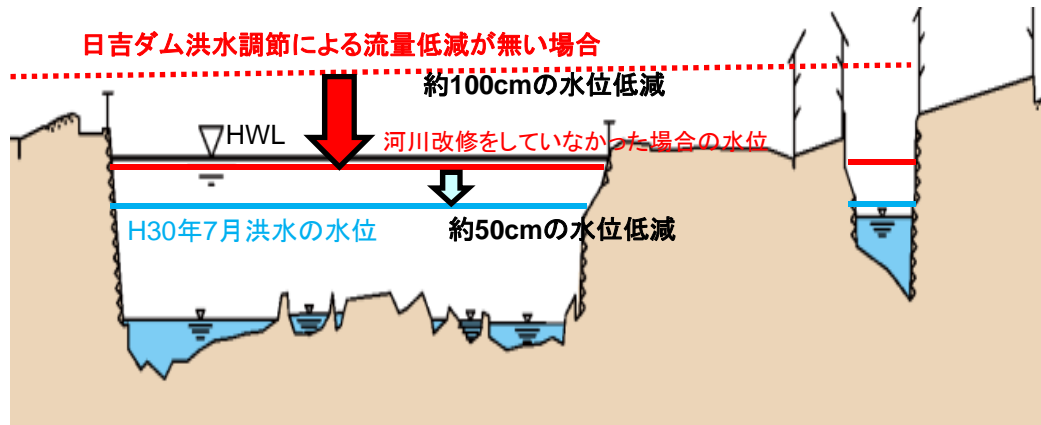 日吉ダム洪水調節による流量低減が無い場合
約100cmの水位低減
HWL
河川改修をしていなかった場合の水位
H30年7月洪水の水位
約50cmの水位低減